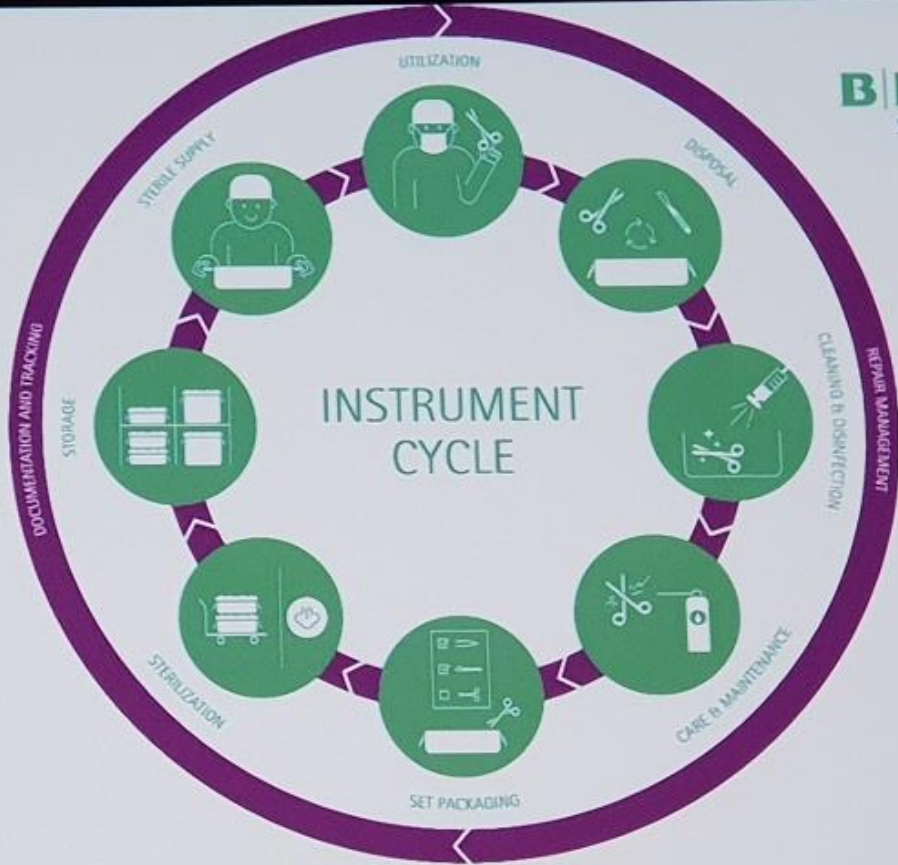 UTILIZATION
B
DISPOSAL
STERILE SUPPLY
CLEANING & DISINFECTION
REPAIR MANAGEMENT
DOCUMENTATION AND TRACKING
STORAGE
INSTRUMENT
CYCLE
CARE & MAINTENANCE
STERILIZATION
SET PACKAGING